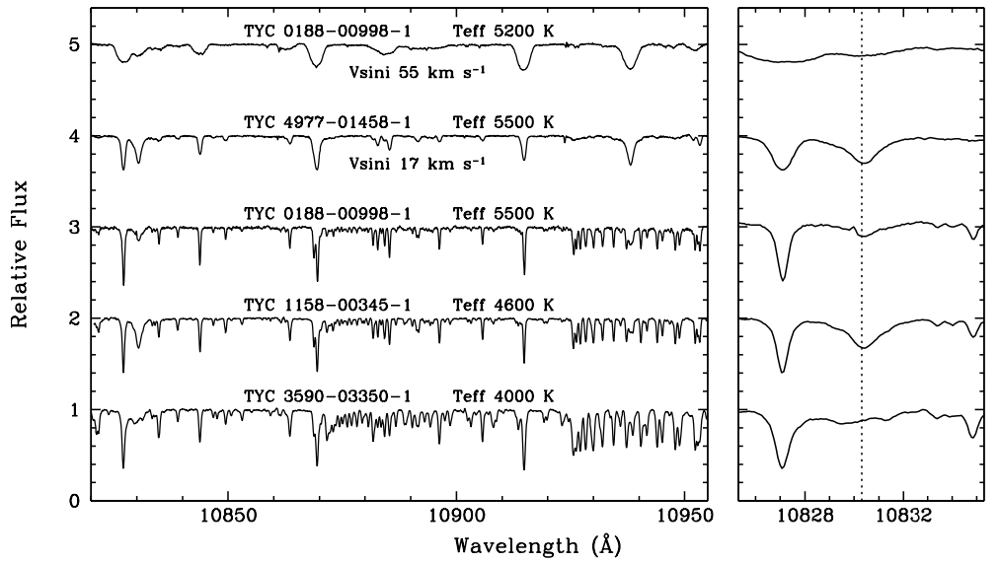 TYC 0188-00998-1 Teff 5200 K
Vsini 55 km s⁻¹
TYC 4977-01458-1 Teff 5500 K
Vsini 17 km s⁻¹
TYC 0188-00998-1 Teff 5500 K
TYC 1158-00345-1 Teff 4600 K
TYC 3590-03350-1 Teff 4000 K
5
4
3
2
1
0
Relative Flux
10850 10900 10950
10828 10832
Wavelength (Å)